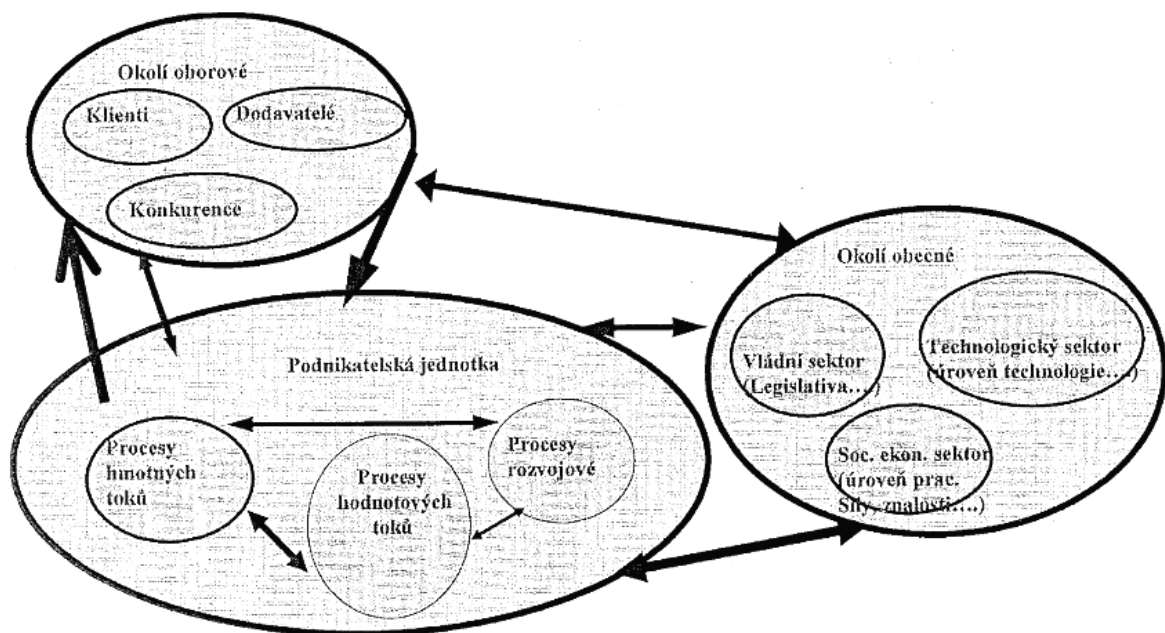 Okolí oborové
Klienti
Dodavatelé
Konkurence
Okolí obecné
Vládní sektor
(Legislativa….)
Technologický sektor
(úroveň technologie….)
Soc. ekon. sektor
(úroveň prac.
Síly, znalosti….)
Podnikatelská jednotka
Procesy
hmotných
toků
Procesy
hodnotových
toků
Procesy
rozvojové